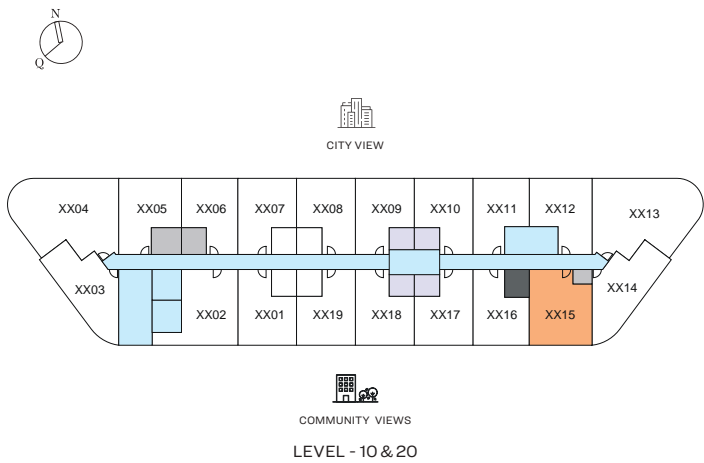 N
Q
CITY VIEW
XX04 XX05 XX06 XX07 XX08 XX09 XX10 XX11 XX12 XX13
XX03 XX14
XX02 XX01 XX19 XX18 XX17 XX16 XX15
COMMUNITY VIEWS
LEVEL - 10 & 20